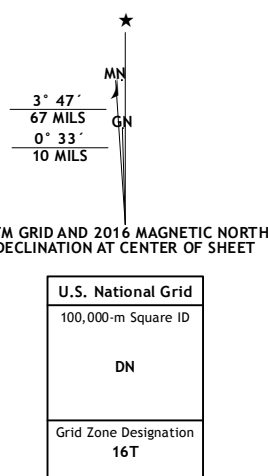 ★
MN
3° 47´
67 MILS
GN
0° 33´
10 MILS
TM GRID AND 2016 MAGNETIC NORTH
DECLINATION AT CENTER OF SHEET
U.S. National Grid
100,000-m Square ID
DN
Grid Zone Designation
16T